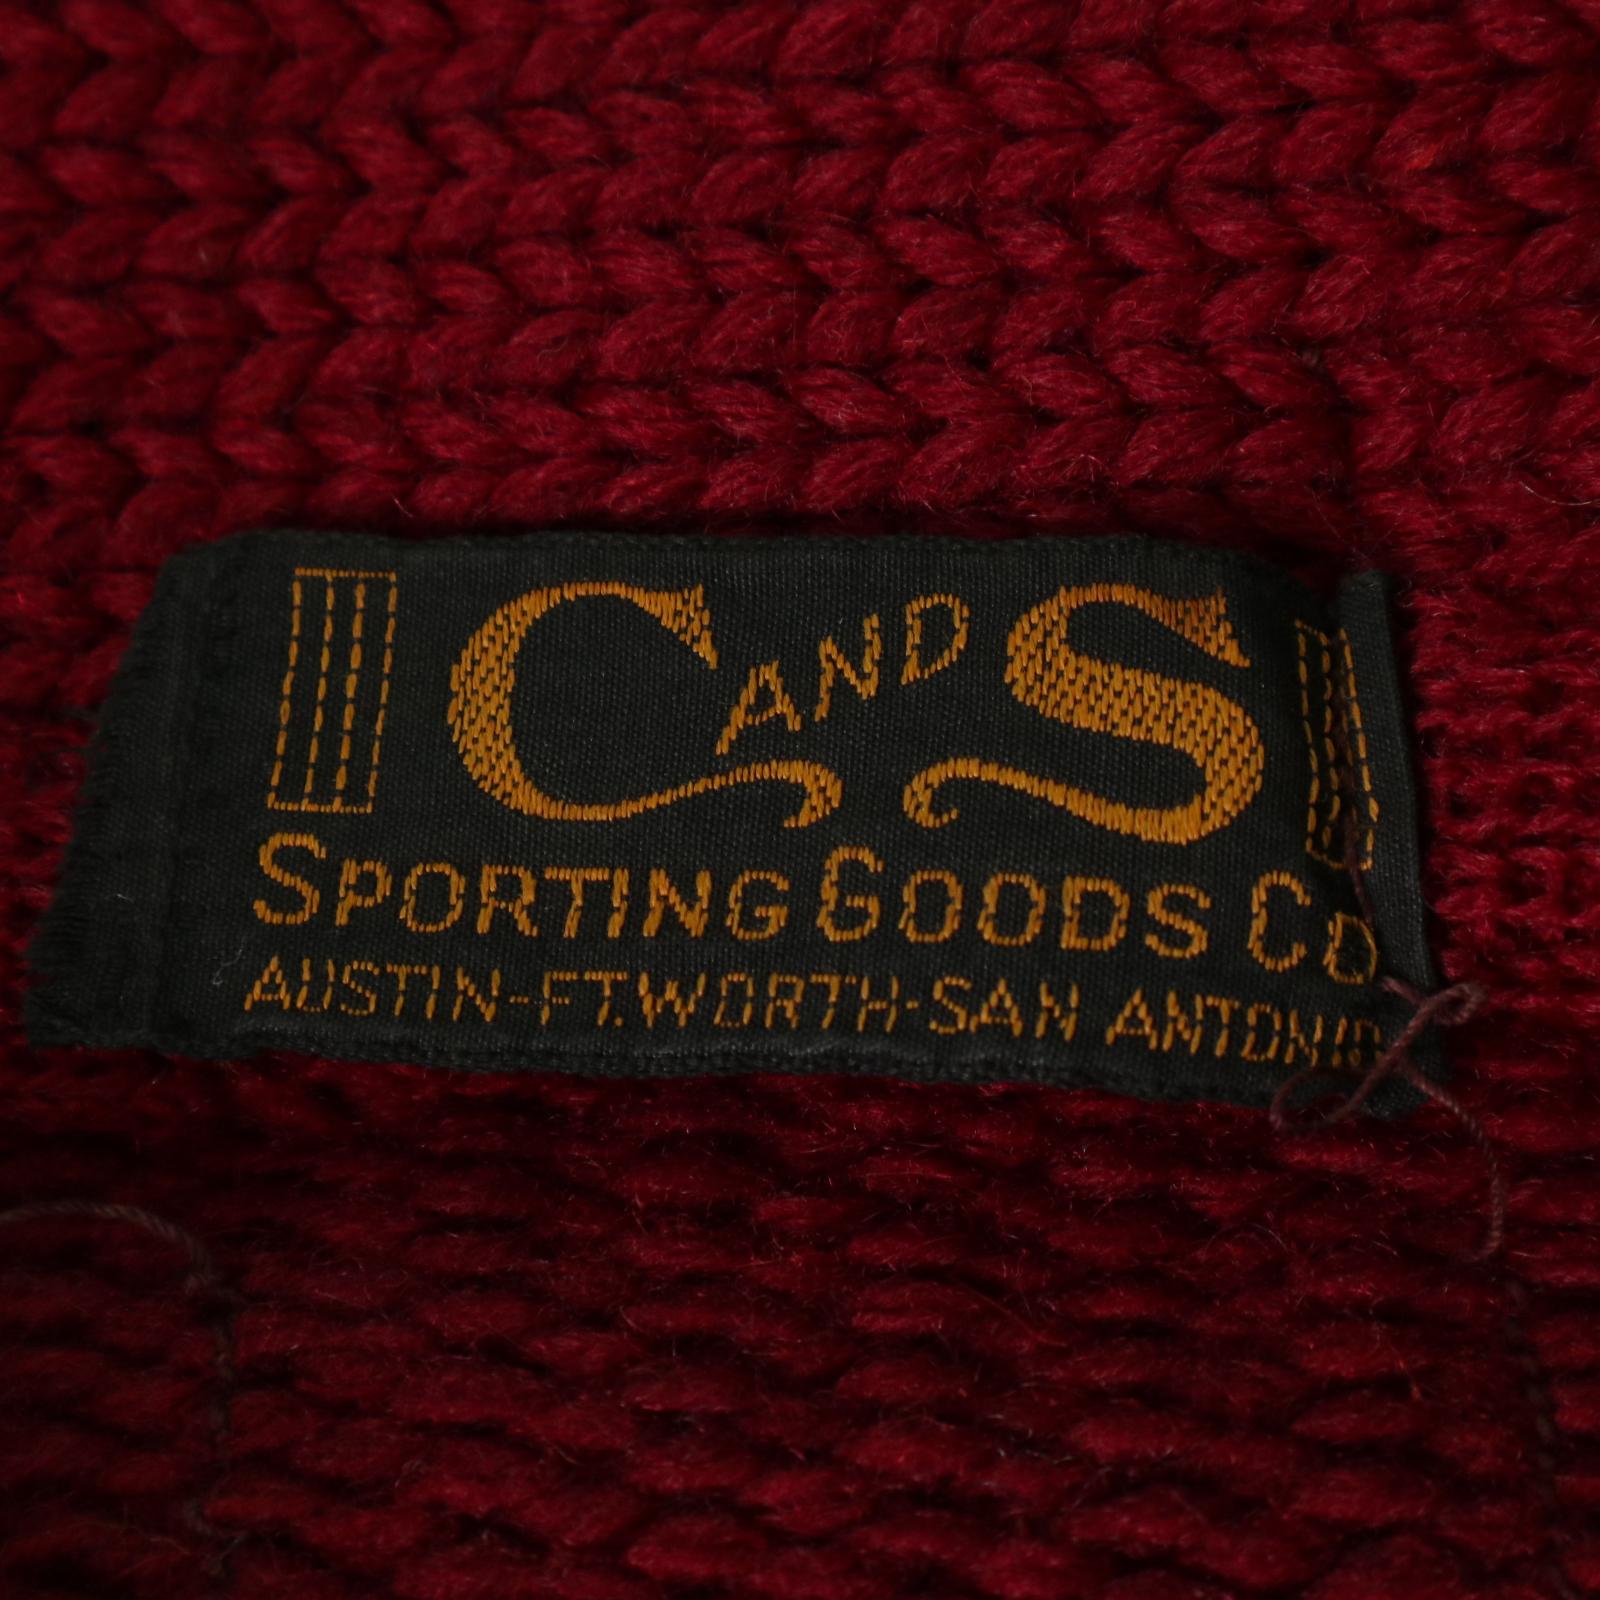 C AND S
SPORTING GOODS CO
AUSTIN-FT.WORTH-SAN ANTONIO